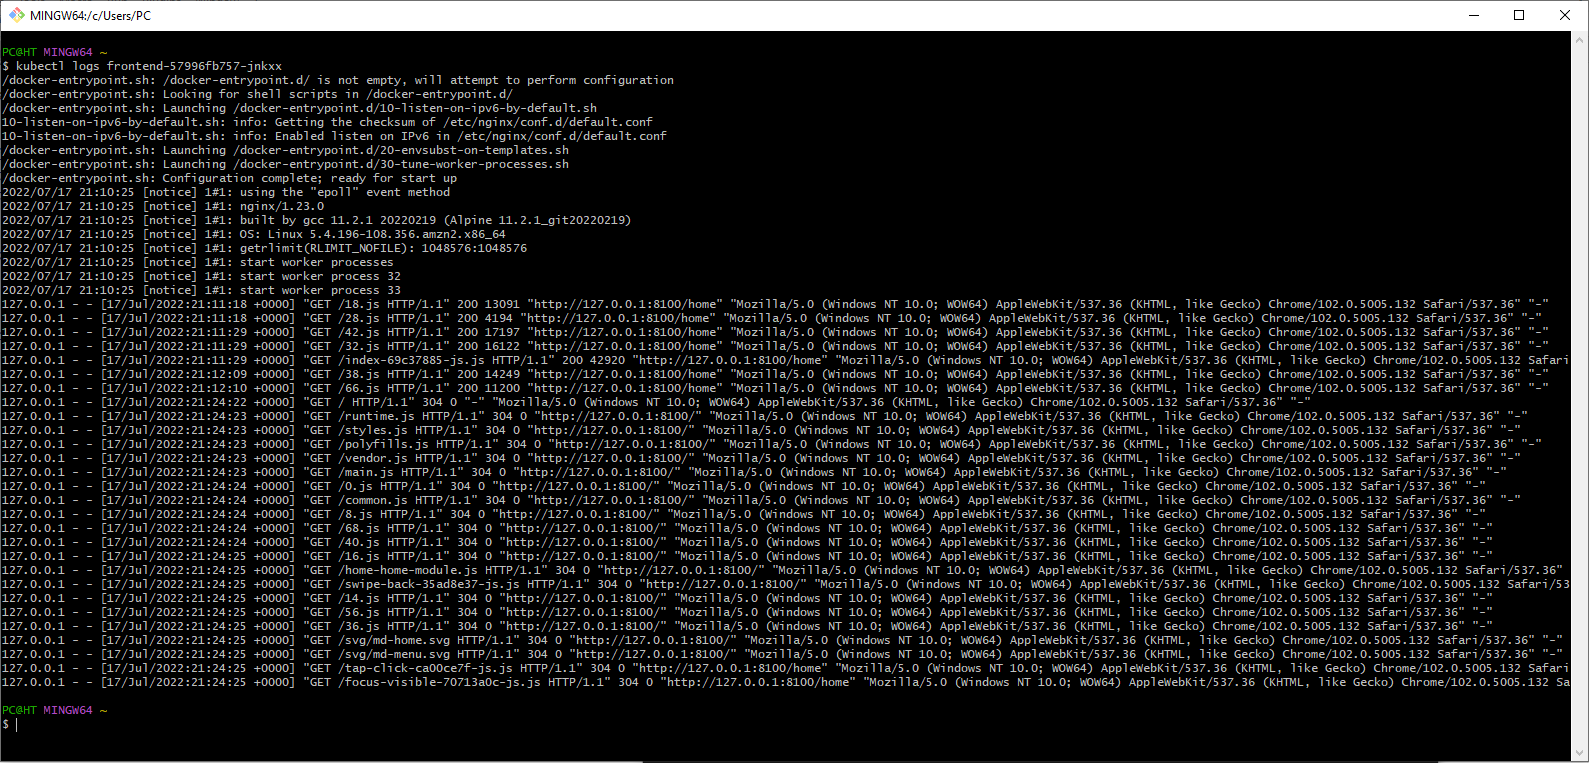 MINGW64:/c/Users/PC
PC@HT MINGW64 ~
$ kubectl logs frontend-57996fb757-jnkxx
/docker-entrypoint.sh: /docker-entrypoint.d/ is not empty, will attempt to perform configuration
/docker-entrypoint.sh: Looking for shell scripts in /docker-entrypoint.d/
/docker-entrypoint.sh: Launching /docker-entrypoint.d/10-listen-on-ipv6-by-default.sh
10-listen-on-ipv6-by-default.sh: info: Getting the checksum of /etc/nginx/conf.d/default.conf
10-listen-on-ipv6-by-default.sh: info: Enabled listen on IPv6 in /etc/nginx/conf.d/default.conf
/docker-entrypoint.sh: Launching /docker-entrypoint.d/20-envsubst-on-templates.sh
/docker-entrypoint.sh: Launching /docker-entrypoint.d/30-tune-worker-processes.sh
/docker-entrypoint.sh: Configuration complete; ready for start up
2022/07/17 21:10:25 [notice] 1#1: using the "epoll" event method
2022/07/17 21:10:25 [notice] 1#1: nginx/1.23.0
2022/07/17 21:10:25 [notice] 1#1: built by gcc 11.2.1 20220219 (Alpine 11.2.1_git20220219)
2022/07/17 21:10:25 [notice] 1#1: OS: Linux 5.4.196-108.356.amzn2.x86_64
2022/07/17 21:10:25 [notice] 1#1: getrlimit(RLIMIT_NOFILE): 1048576:1048576
2022/07/17 21:10:25 [notice] 1#1: start worker processes
2022/07/17 21:10:25 [notice] 1#1: start worker process 32
2022/07/17 21:10:25 [notice] 1#1: start worker process 33
127.0.0.1 - - [17/Jul/2022:21:11:18 +0000] "GET /18.js HTTP/1.1" 200 13091 "http://127.0.0.1:8100/home" "Mozilla/5.0 (Windows NT 10.0; WOW64) AppleWebKit/537.36 (KHTML, like Gecko) Chrome/102.0.5005.132 Safari/537.36" "-"
127.0.0.1 - - [17/Jul/2022:21:11:18 +0000] "GET /28.js HTTP/1.1" 200 4194 "http://127.0.0.1:8100/home" "Mozilla/5.0 (Windows NT 10.0; WOW64) AppleWebKit/537.36 (KHTML, like Gecko) Chrome/102.0.5005.132 Safari/537.36" "-"
127.0.0.1 - - [17/Jul/2022:21:11:29 +0000] "GET /42.js HTTP/1.1" 200 17197 "http://127.0.0.1:8100/home" "Mozilla/5.0 (Windows NT 10.0; WOW64) AppleWebKit/537.36 (KHTML, like Gecko) Chrome/102.0.5005.132 Safari/537.36" "-"
127.0.0.1 - - [17/Jul/2022:21:11:29 +0000] "GET /32.js HTTP/1.1" 200 16122 "http://127.0.0.1:8100/home" "Mozilla/5.0 (Windows NT 10.0; WOW64) AppleWebKit/537.36 (KHTML, like Gecko) Chrome/102.0.5005.132 Safari/537.36" "-"
127.0.0.1 - - [17/Jul/2022:21:11:29 +0000] "GET /index-69c37885-js.js HTTP/1.1" 200 42920 "http://127.0.0.1:8100/home" "Mozilla/5.0 (Windows NT 10.0; WOW64) AppleWebKit/537.36 (KHTML, like Gecko) Chrome/102.0.5005.132 Safari
127.0.0.1 - - [17/Jul/2022:21:12:09 +0000] "GET /38.js HTTP/1.1" 200 14249 "http://127.0.0.1:8100/home" "Mozilla/5.0 (Windows NT 10.0; WOW64) AppleWebKit/537.36 (KHTML, like Gecko) Chrome/102.0.5005.132 Safari/537.36" "-"
127.0.0.1 - - [17/Jul/2022:21:12:10 +0000] "GET /66.js HTTP/1.1" 200 11200 "http://127.0.0.1:8100/home" "Mozilla/5.0 (Windows NT 10.0; WOW64) AppleWebKit/537.36 (KHTML, like Gecko) Chrome/102.0.5005.132 Safari/537.36" "-"
127.0.0.1 - - [17/Jul/2022:21:24:22 +0000] "GET / HTTP/1.1" 304 0 "-" "Mozilla/5.0 (Windows NT 10.0; WOW64) AppleWebKit/537.36 (KHTML, like Gecko) Chrome/102.0.5005.132 Safari/537.36" "-"
127.0.0.1 - - [17/Jul/2022:21:24:23 +0000] "GET /runtime.js HTTP/1.1" 304 0 "http://127.0.0.1:8100/" "Mozilla/5.0 (Windows NT 10.0; WOW64) AppleWebKit/537.36 (KHTML, like Gecko) Chrome/102.0.5005.132 Safari/537.36" "-"
127.0.0.1 - - [17/Jul/2022:21:24:23 +0000] "GET /styles.js HTTP/1.1" 304 0 "http://127.0.0.1:8100/" "Mozilla/5.0 (Windows NT 10.0; WOW64) AppleWebKit/537.36 (KHTML, like Gecko) Chrome/102.0.5005.132 Safari/537.36" "-"
127.0.0.1 - - [17/Jul/2022:21:24:23 +0000] "GET /polyfills.js HTTP/1.1" 304 0 "http://127.0.0.1:8100/" "Mozilla/5.0 (Windows NT 10.0; WOW64) AppleWebKit/537.36 (KHTML, like Gecko) Chrome/102.0.5005.132 Safari/537.36" "-"
127.0.0.1 - - [17/Jul/2022:21:24:23 +0000] "GET /vendor.js HTTP/1.1" 304 0 "http://127.0.0.1:8100/" "Mozilla/5.0 (Windows NT 10.0; WOW64) AppleWebKit/537.36 (KHTML, like Gecko) Chrome/102.0.5005.132 Safari/537.36" "-"
127.0.0.1 - - [17/Jul/2022:21:24:23 +0000] "GET /main.js HTTP/1.1" 304 0 "http://127.0.0.1:8100/" "Mozilla/5.0 (Windows NT 10.0; WOW64) AppleWebKit/537.36 (KHTML, like Gecko) Chrome/102.0.5005.132 Safari/537.36" "-"
127.0.0.1 - - [17/Jul/2022:21:24:24 +0000] "GET /0.js HTTP/1.1" 304 0 "http://127.0.0.1:8100/" "Mozilla/5.0 (Windows NT 10.0; WOW64) AppleWebKit/537.36 (KHTML, like Gecko) Chrome/102.0.5005.132 Safari/537.36" "-"
127.0.0.1 - - [17/Jul/2022:21:24:24 +0000] "GET /common.js HTTP/1.1" 304 0 "http://127.0.0.1:8100/" "Mozilla/5.0 (Windows NT 10.0; WOW64) AppleWebKit/537.36 (KHTML, like Gecko) Chrome/102.0.5005.132 Safari/537.36" "-"
127.0.0.1 - - [17/Jul/2022:21:24:24 +0000] "GET /8.js HTTP/1.1" 304 0 "http://127.0.0.1:8100/" "Mozilla/5.0 (Windows NT 10.0; WOW64) AppleWebKit/537.36 (KHTML, like Gecko) Chrome/102.0.5005.132 Safari/537.36" "-"
127.0.0.1 - - [17/Jul/2022:21:24:24 +0000] "GET /68.js HTTP/1.1" 304 0 "http://127.0.0.1:8100/" "Mozilla/5.0 (Windows NT 10.0; WOW64) AppleWebKit/537.36 (KHTML, like Gecko) Chrome/102.0.5005.132 Safari/537.36" "-"
127.0.0.1 - - [17/Jul/2022:21:24:24 +0000] "GET /40.js HTTP/1.1" 304 0 "http://127.0.0.1:8100/" "Mozilla/5.0 (Windows NT 10.0; WOW64) AppleWebKit/537.36 (KHTML, like Gecko) Chrome/102.0.5005.132 Safari/537.36" "-"
127.0.0.1 - - [17/Jul/2022:21:24:25 +0000] "GET /16.js HTTP/1.1" 304 0 "http://127.0.0.1:8100/" "Mozilla/5.0 (Windows NT 10.0; WOW64) AppleWebKit/537.36 (KHTML, like Gecko) Chrome/102.0.5005.132 Safari/537.36" "-"
127.0.0.1 - - [17/Jul/2022:21:24:25 +0000] "GET /home-home-module.js HTTP/1.1" 304 0 "http://127.0.0.1:8100/" "Mozilla/5.0 (Windows NT 10.0; WOW64) AppleWebKit/537.36 (KHTML, like Gecko) Chrome/102.0.5005.132 Safari/537.36"
127.0.0.1 - - [17/Jul/2022:21:24:25 +0000] "GET /swipe-back-35ad8e37-js.js HTTP/1.1" 304 0 "http://127.0.0.1:8100/" "Mozilla/5.0 (Windows NT 10.0; WOW64) AppleWebKit/537.36 (KHTML, like Gecko) Chrome/102.0.5005.132 Safari/53
127.0.0.1 - - [17/Jul/2022:21:24:25 +0000] "GET /14.js HTTP/1.1" 304 0 "http://127.0.0.1:8100/" "Mozilla/5.0 (Windows NT 10.0; WOW64) AppleWebKit/537.36 (KHTML, like Gecko) Chrome/102.0.5005.132 Safari/537.36" "-"
127.0.0.1 - - [17/Jul/2022:21:24:25 +0000] "GET /56.js HTTP/1.1" 304 0 "http://127.0.0.1:8100/" "Mozilla/5.0 (Windows NT 10.0; WOW64) AppleWebKit/537.36 (KHTML, like Gecko) Chrome/102.0.5005.132 Safari/537.36" "-"
127.0.0.1 - - [17/Jul/2022:21:24:25 +0000] "GET /36.js HTTP/1.1" 304 0 "http://127.0.0.1:8100/" "Mozilla/5.0 (Windows NT 10.0; WOW64) AppleWebKit/537.36 (KHTML, like Gecko) Chrome/102.0.5005.132 Safari/537.36" "-"
127.0.0.1 - - [17/Jul/2022:21:24:25 +0000] "GET /svg/md-home.svg HTTP/1.1" 304 0 "http://127.0.0.1:8100/" "Mozilla/5.0 (Windows NT 10.0; WOW64) AppleWebKit/537.36 (KHTML, like Gecko) Chrome/102.0.5005.132 Safari/537.36" "-"
127.0.0.1 - - [17/Jul/2022:21:24:25 +0000] "GET /svg/md-menu.svg HTTP/1.1" 304 0 "http://127.0.0.1:8100/" "Mozilla/5.0 (Windows NT 10.0; WOW64) AppleWebKit/537.36 (KHTML, like Gecko) Chrome/102.0.5005.132 Safari/537.36" "-"
127.0.0.1 - - [17/Jul/2022:21:24:25 +0000] "GET /tap-click-ca00ce7f-js.js HTTP/1.1" 304 0 "http://127.0.0.1:8100/home" "Mozilla/5.0 (Windows NT 10.0; WOW64) AppleWebKit/537.36 (KHTML, like Gecko) Chrome/102.0.5005.132 Safari
127.0.0.1 - - [17/Jul/2022:21:24:25 +0000] "GET /focus-visible-70713a0c-js.js HTTP/1.1" 304 0 "http://127.0.0.1:8100/home" "Mozilla/5.0 (Windows NT 10.0; WOW64) AppleWebKit/537.36 (KHTML, like Gecko) Chrome/102.0.5005.132 Sa
PC@HT MINGW64 ~
$